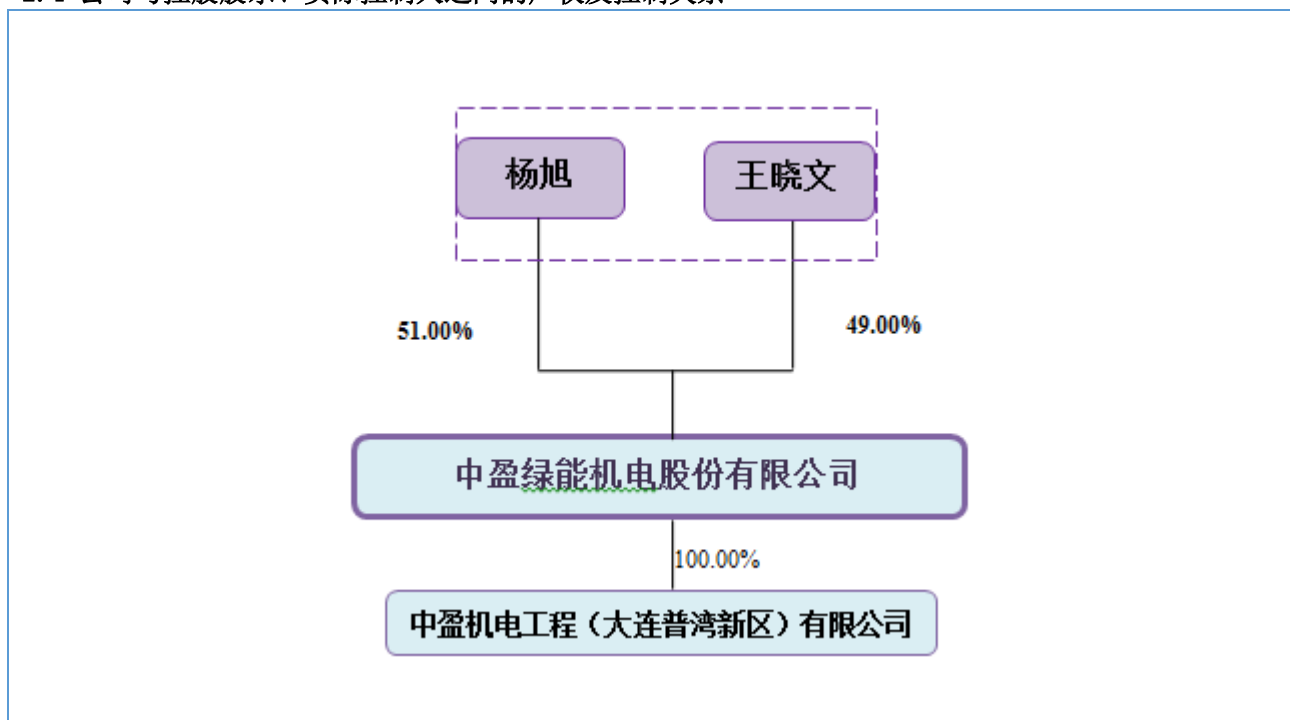 杨旭
王晓文
51.00%
49.00%
中盈绿能机电股份有限公司
100.00%
中盈机电工程（大连普湾新区）有限公司